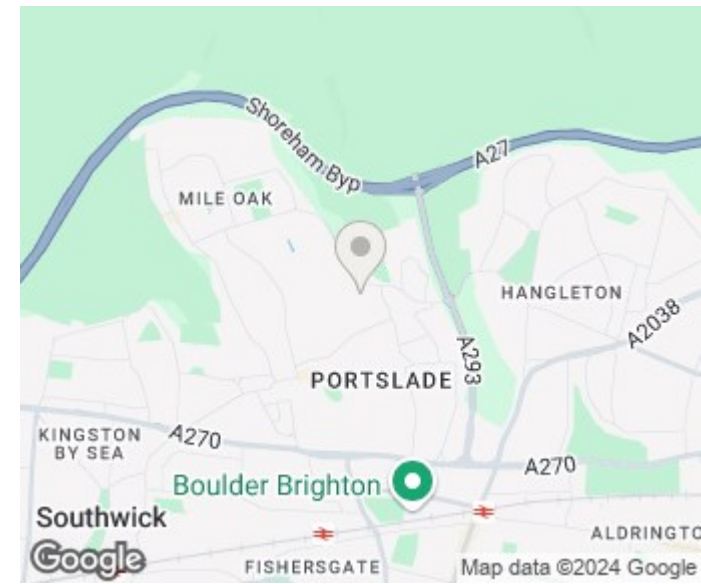 Shoreham Byp
A27
MILE OAK
HANGLETON
A2038
A293
PORTSLADE
KINGSTON
BY SEA
A270
A270
Boulder Brighton
Southwick
ALDRINGTO
Google
FISHERSGATE
Map data ©2024 Google